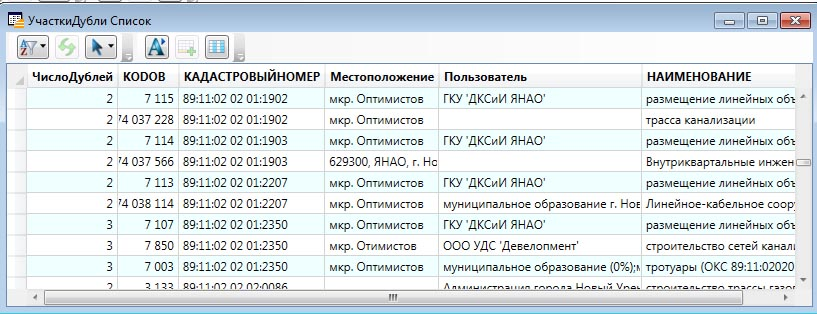 УчасткиДубли Список
ЧислоДублей KODOB КАДАСТРОВЫЙНОМЕР Местоположение Пользователь НАИМЕНОВАНИЕ
2 7 115 89:11:02 02 01:1902 мкр. Оптимистов ГКУ 'ДКСиИ ЯНАО' размещение линейных объ
2 74 037 228 89:11:02 02 01:1902 мкр. Оптимистов трасса канализации
2 7 114 89:11:02 02 01:1903 мкр. Оптимистов ГКУ 'ДКСиИ ЯНАО' размещение линейных объ
2 74 037 566 89:11:02 02 01:1903 629300, ЯНАО, г. Но Внутриквартальные инжен
2 7 113 89:11:02 02 01:2207 мкр. Оптимистов ГКУ 'ДКСиИ ЯНАО' размещение линейных объ
2 74 038 114 89:11:02 02 01:2207 мкр. Оптимистов муниципальное образование г. Нов Линейное-кабельное соору
3 7 107 89:11:02 02 01:2350 мкр. Оптимистов ГКУ 'ДКСиИ ЯНАО' размещение линейных объ
3 7 850 89:11:02 02 01:2350 мкр. Отимистов ООО УДС 'Девелопмент' строительство сетей канали
3 7 003 89:11:02 02 01:2350 мкр. Оптимистов муниципальное образование (0%);м тротуары (ОКС 89:11:02020
2 3 133 89:11:02 02 02:0086 Администрация города Новый Урен строительство трассы газов